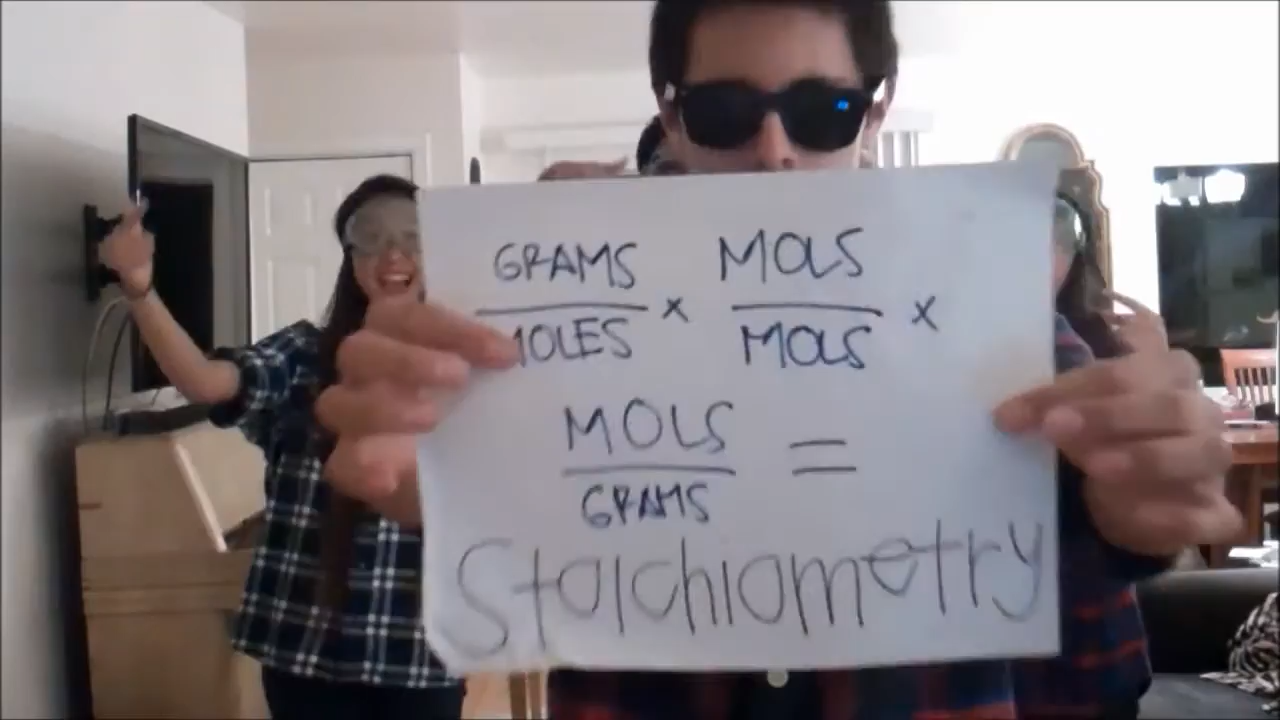 GRAMS x MOLS x
MOLES MOLS
MOLS =
GRAMS
Stoichiometry